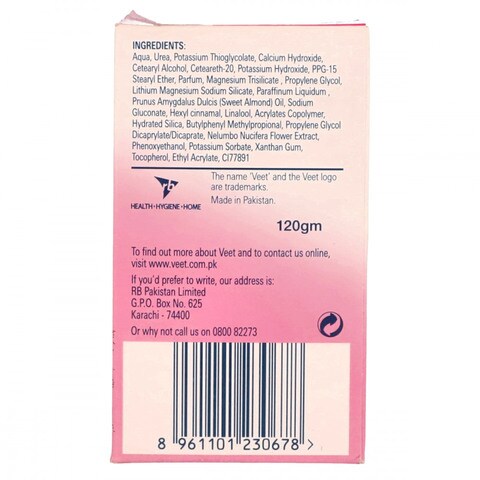 INGREDIENTS:
Aqua, Urea, Potassium Thioglycolate, Calcium Hydroxide,
Cetearyl Alcohol, Ceteareth-20, Potassium Hydroxide, PPG-15
Stearyl Ether, Parfum, Magnesium Trisilicate , Propylene Glycol,
Lithium Magnesium Sodium Silicate, Paraffinum Liquidum ,
Prunus Amygdalus Dulcis (Sweet Almond) Oil, Sodium
Gluconate, Hexyl cinnamal, Linalool, Acrylates Copolymer,
Hydrated Silica, Butylphenyl Methylpropional, Propylene Glycol
Dicaprylate/Dicaprate, Nelumbo Nucifera Flower Extract,
Phenoxyethanol, Potassium Sorbate, Xanthan Gum,
Tocopherol, Ethyl Acrylate, CI77891
rb
HEALTH • HYGIENE • HOME
The name 'Veet' and the Veet logo
are trademarks.
Made in Pakistan.
120gm
To find out more about Veet and to contact us online,
visit www.veet.com.pk
If you'd prefer to write, our address is:
RB Pakistan Limited
G.P.O. Box No. 625
Karachi - 74400
Or why not call us on 0800 82273
8 961101 230678 >